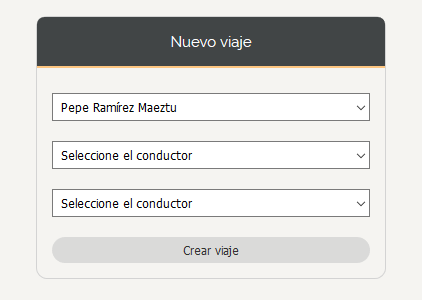 Nuevo viaje
Pepe Ramírez Maeztu
Seleccione el conductor
Seleccione el conductor
Crear viaje